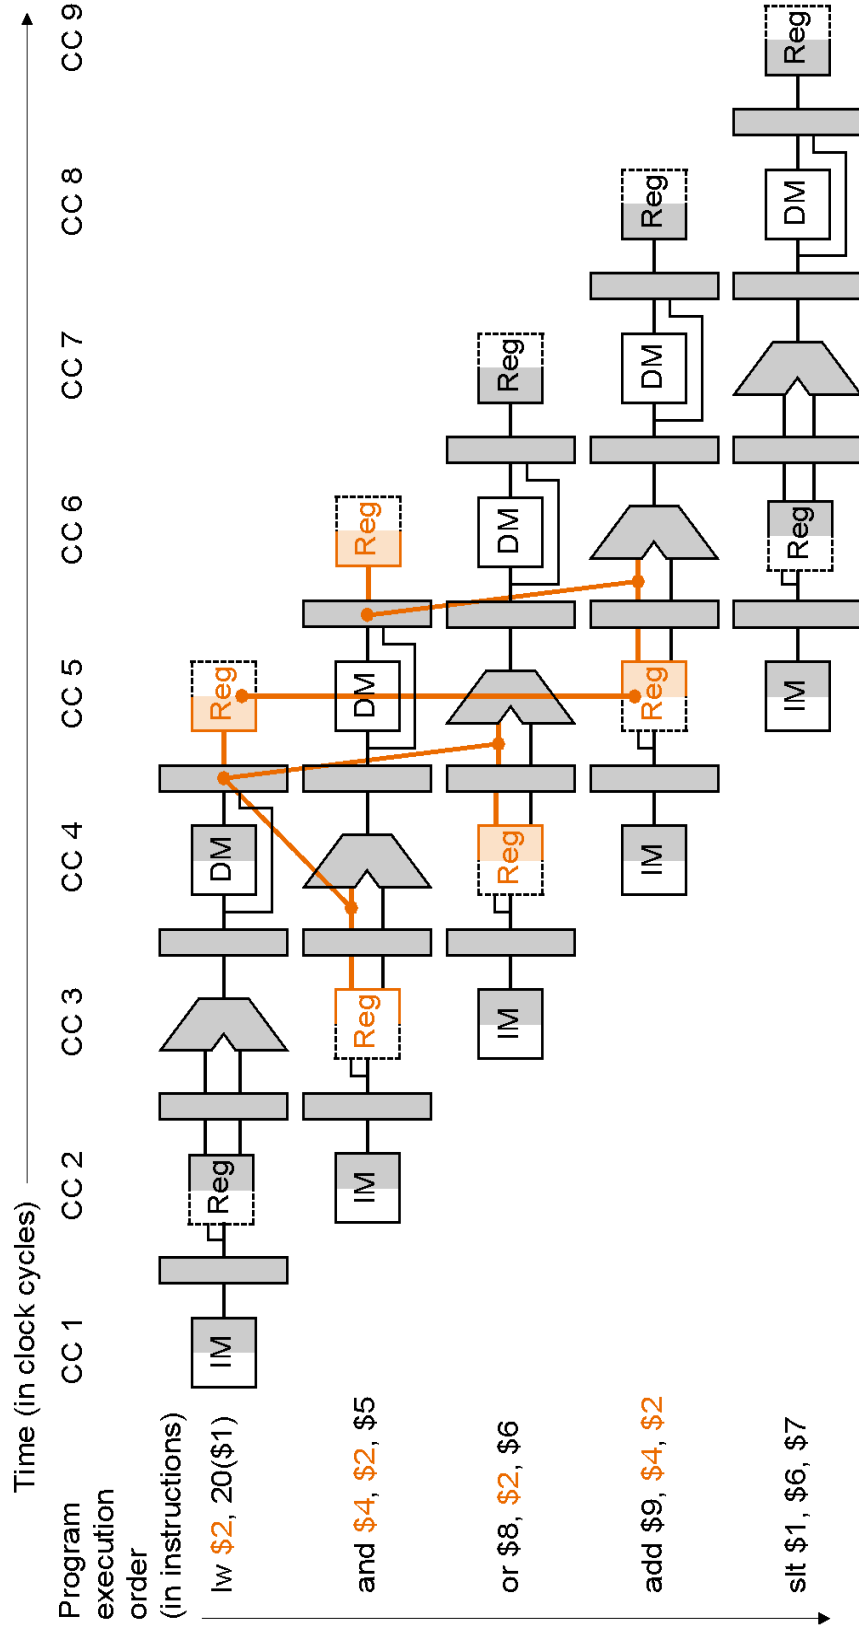 Time (in clock cycles)
CC 1 CC 2 CC 3 CC 4 CC 5 CC 6 CC 7 CC 8 CC 9
Program
execution
order
(in instructions)
lw $2, 20($1)
IM Reg DM Reg
and $4, $2, $5
IM Reg DM Reg
or $8, $2, $6
IM Reg DM Reg
add $9, $4, $2
IM Reg DM Reg
slt $1, $6, $7
IM Reg DM Reg